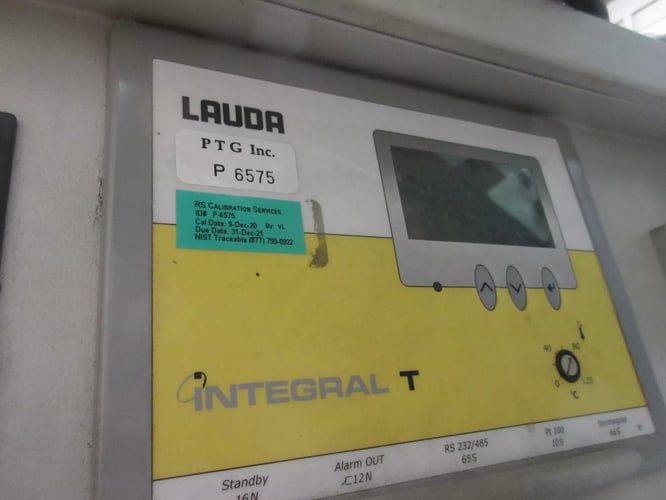 LAUDA
PTG Inc.
P 6575
RS CALIBRATION SERVICES
ID# P-6575
Cal Date: 9-Dec-20 By: VL
Due Date: 31-Dec-21
NIST Traceable (877) 799-0922
INTEGRAL T
40 80
0 120
°C
Standby
16N
Alarm OUT
12N
RS 232/485
65S
Pt 100
10S
66S